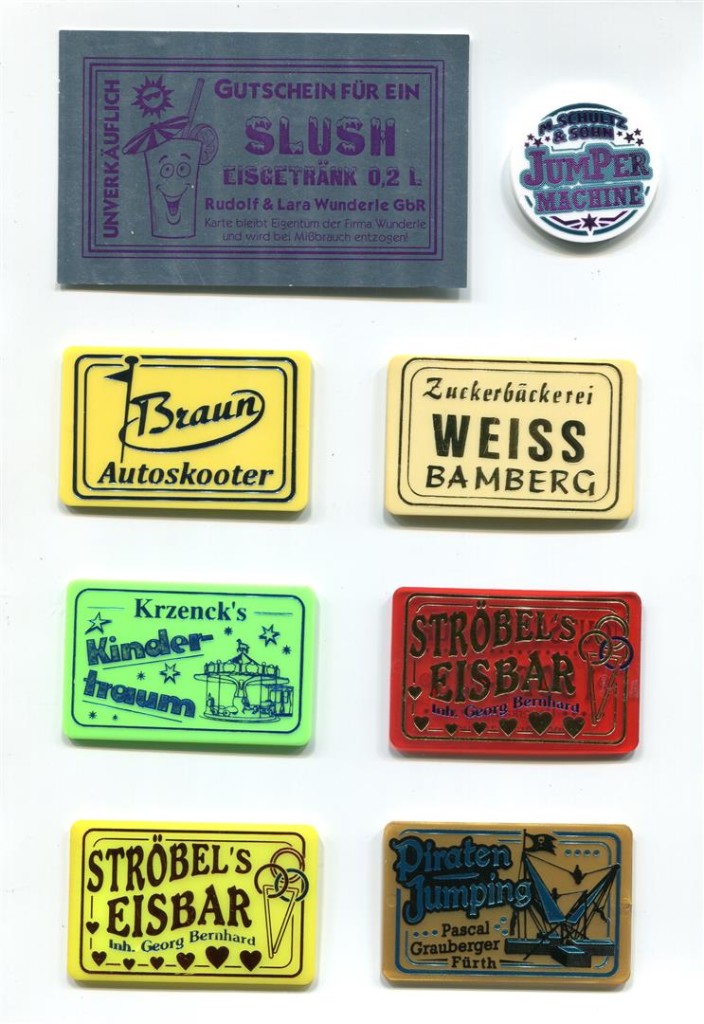 UNVERKÄUFLICH
GUTSCHEIN FÜR EIN
SLUSH
EISGETRÄNK 0,2 L
Rudolf & Lara Wunderle GbR
Karte bleibt Eigentum der Firma Wunderle
und wird bei Mißbrauch entzogen!
M. SCHULTZ
& SOHN
JUMPER
MACHINE
Braun
Autoskooter
Zuckerbäckerei
WEISS
BAMBERG
Krzenck's
Kinder-
traum
STRÖBEL'S
EISBAR
Inh. Georg Bernhard
STRÖBEL'S
EISBAR
Inh. Georg Bernhard
Piraten
Jumping
Pascal
Grauberger
Fürth